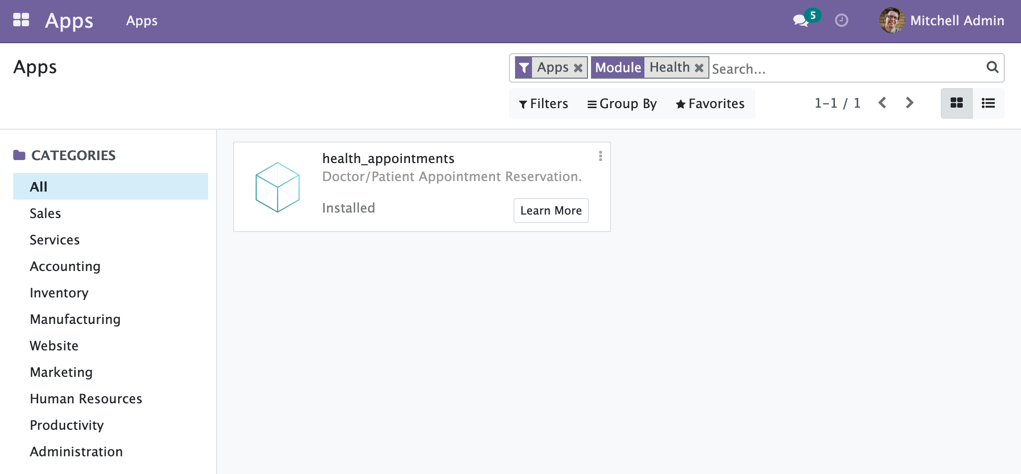 Apps Apps 5 Mitchell Admin
Apps
Apps Module Health Search...
Filters Group By Favorites 1-1 / 1
CATEGORIES
All
Sales
Services
Accounting
Inventory
Manufacturing
Website
Marketing
Human Resources
Productivity
Administration
health_appointments
Doctor/Patient Appointment Reservation.
Installed Learn More